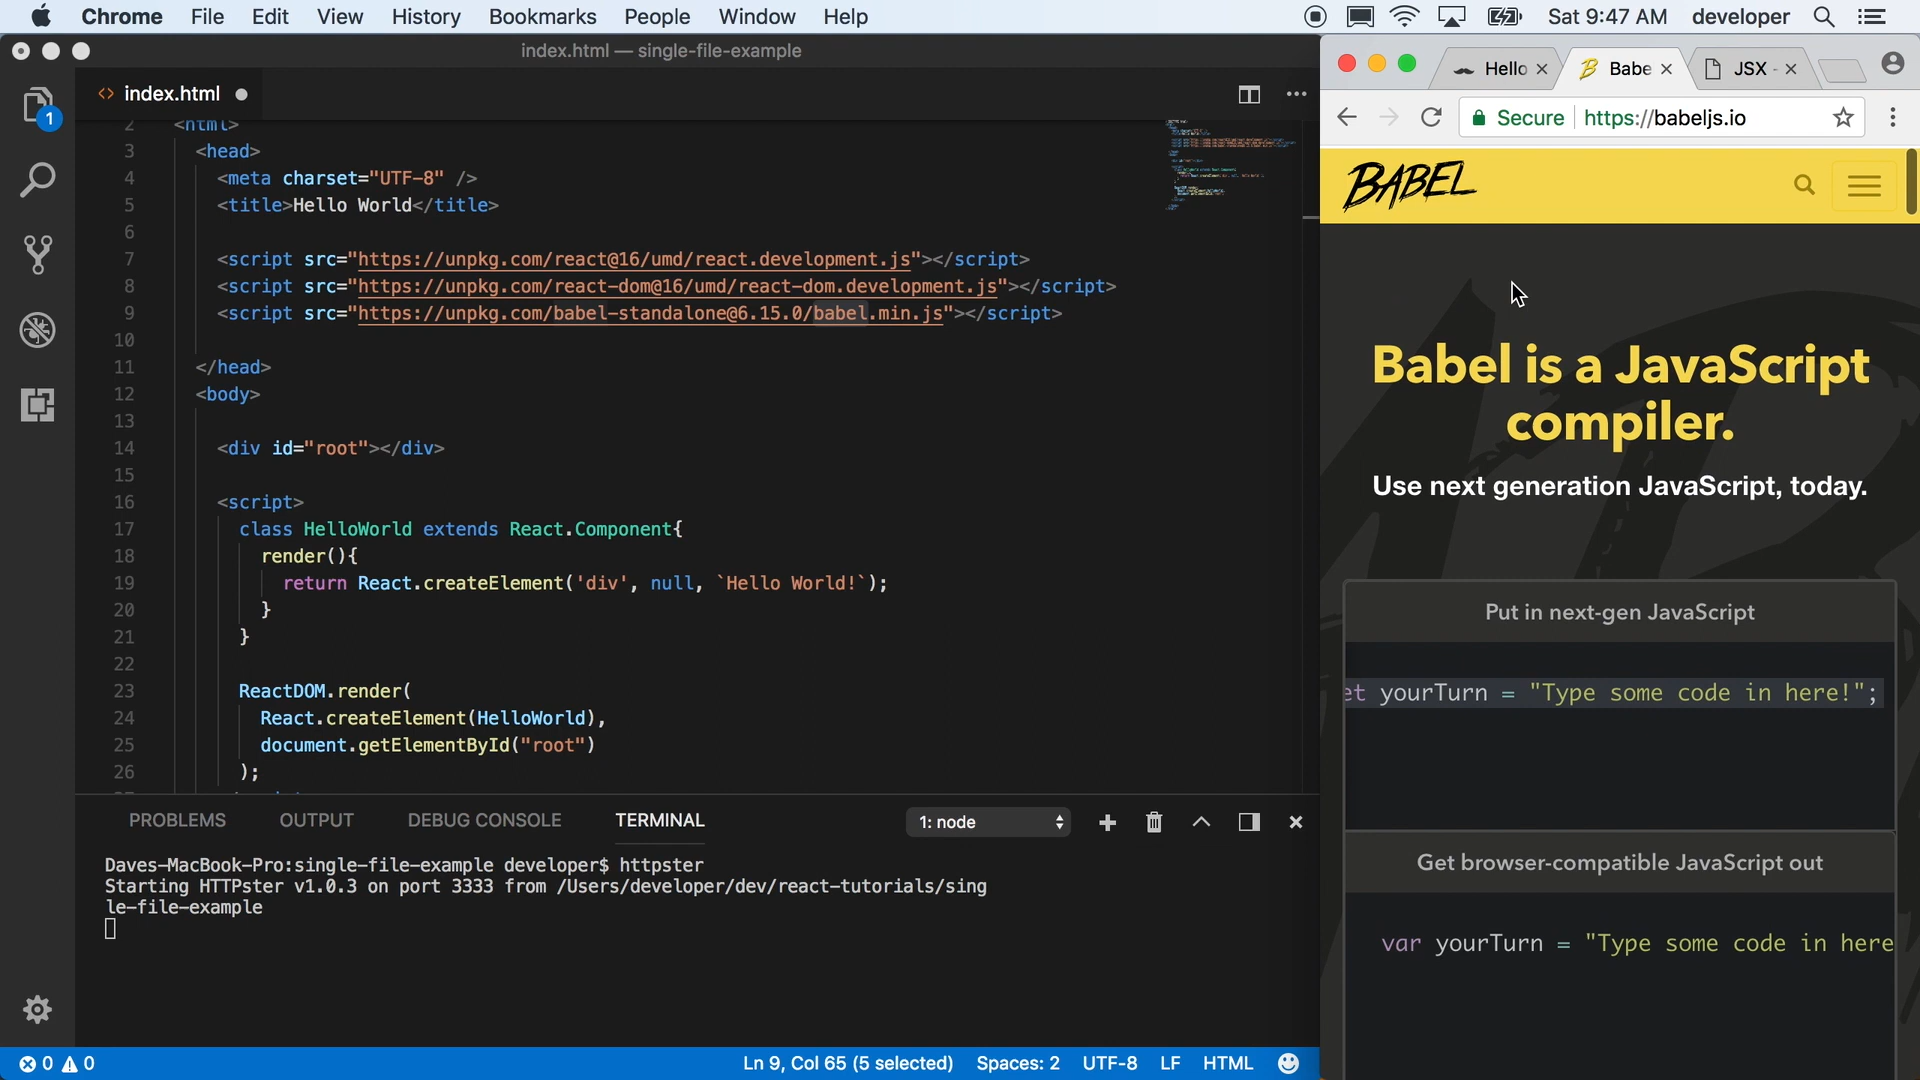 Chrome File Edit View History Bookmarks People Window Help Sat 9:47 AM developer
index.html — single-file-example
<> index.html
1
2 <html>
3 <head>
4 <meta charset="UTF-8" />
5 <title>Hello World</title>
6
7 <script src="https://unpkg.com/react@16/umd/react.development.js"></script>
8 <script src="https://unpkg.com/react-dom@16/umd/react-dom.development.js"></script>
9 <script src="https://unpkg.com/babel-standalone@6.15.0/babel.min.js"></script>
10
11 </head>
12 <body>
13
14 <div id="root"></div>
15
16 <script>
17 class HelloWorld extends React.Component{
18 render(){
19 return React.createElement('div', null, `Hello World!`);
20 }
21 }
22
23 ReactDOM.render(
24 React.createElement(HelloWorld),
25 document.getElementById("root")
26 );
PROBLEMS OUTPUT DEBUG CONSOLE TERMINAL 1: node
Daves-MacBook-Pro:single-file-example developer$ httpster
Starting HTTPster v1.0.3 on port 3333 from /Users/developer/dev/react-tutorials/sing
le-file-example
0 0 Ln 9, Col 65 (5 selected) Spaces: 2 UTF-8 LF HTML
Hello Babe JSX -
Secure https://babeljs.io
BABEL
Babel is a JavaScript
compiler.
Use next generation JavaScript, today.
Put in next-gen JavaScript
et yourTurn = "Type some code in here!";
Get browser-compatible JavaScript out
var yourTurn = "Type some code in here